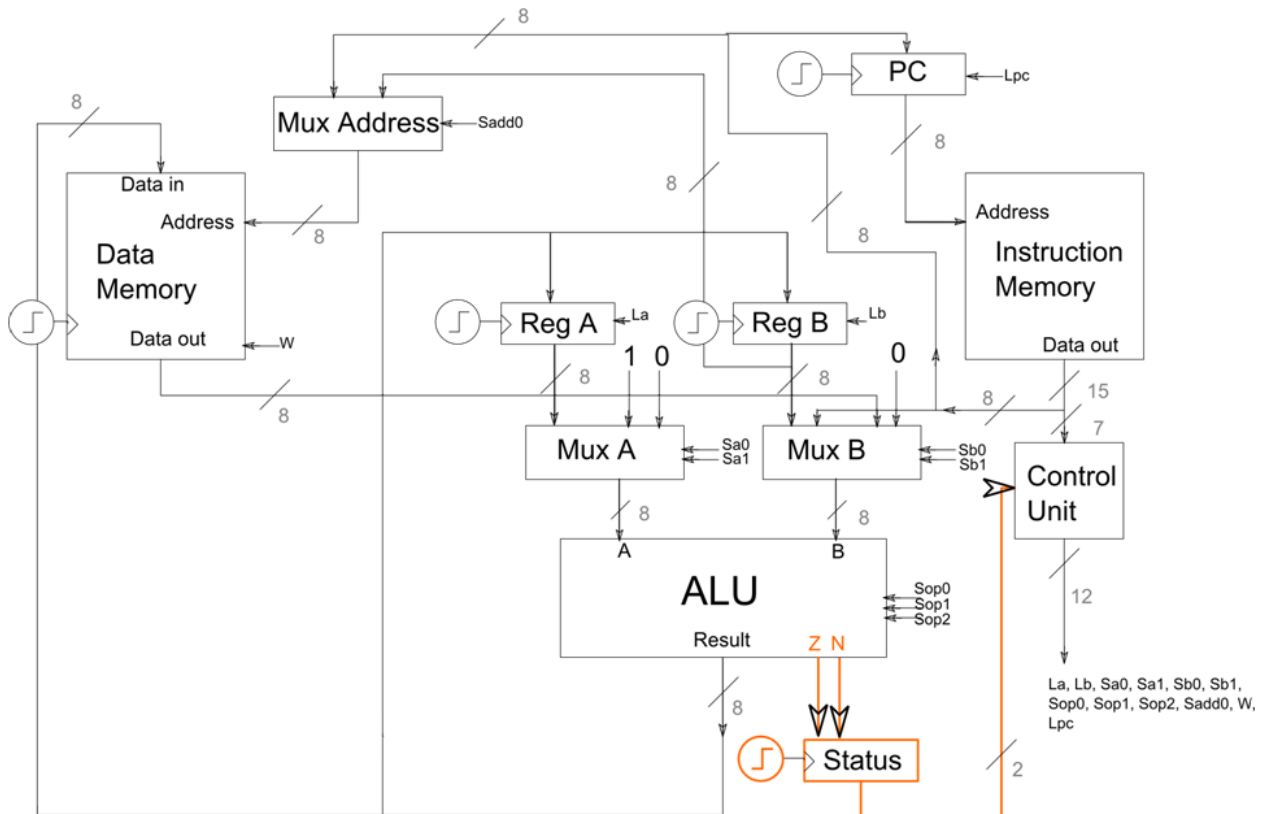 8
PC
Lpc
8
Mux Address
Sadd0
8
8
Data in
Address
8
Data
Memory
Data out
W
8
8
Address
Instruction
Memory
Data out
15
Reg A
La
Reg B
Lb
1 0
0
8
8
8
8
7
Mux A
Sa0
Sa1
Mux B
Sb0
Sb1
Control
Unit
8
8
A
B
ALU
Sop0
Sop1
Sop2
Result
Z N
12
8
La, Lb, Sa0, Sa1, Sb0, Sb1,
Sop0, Sop1, Sop2, Sadd0, W,
Lpc
Status
2